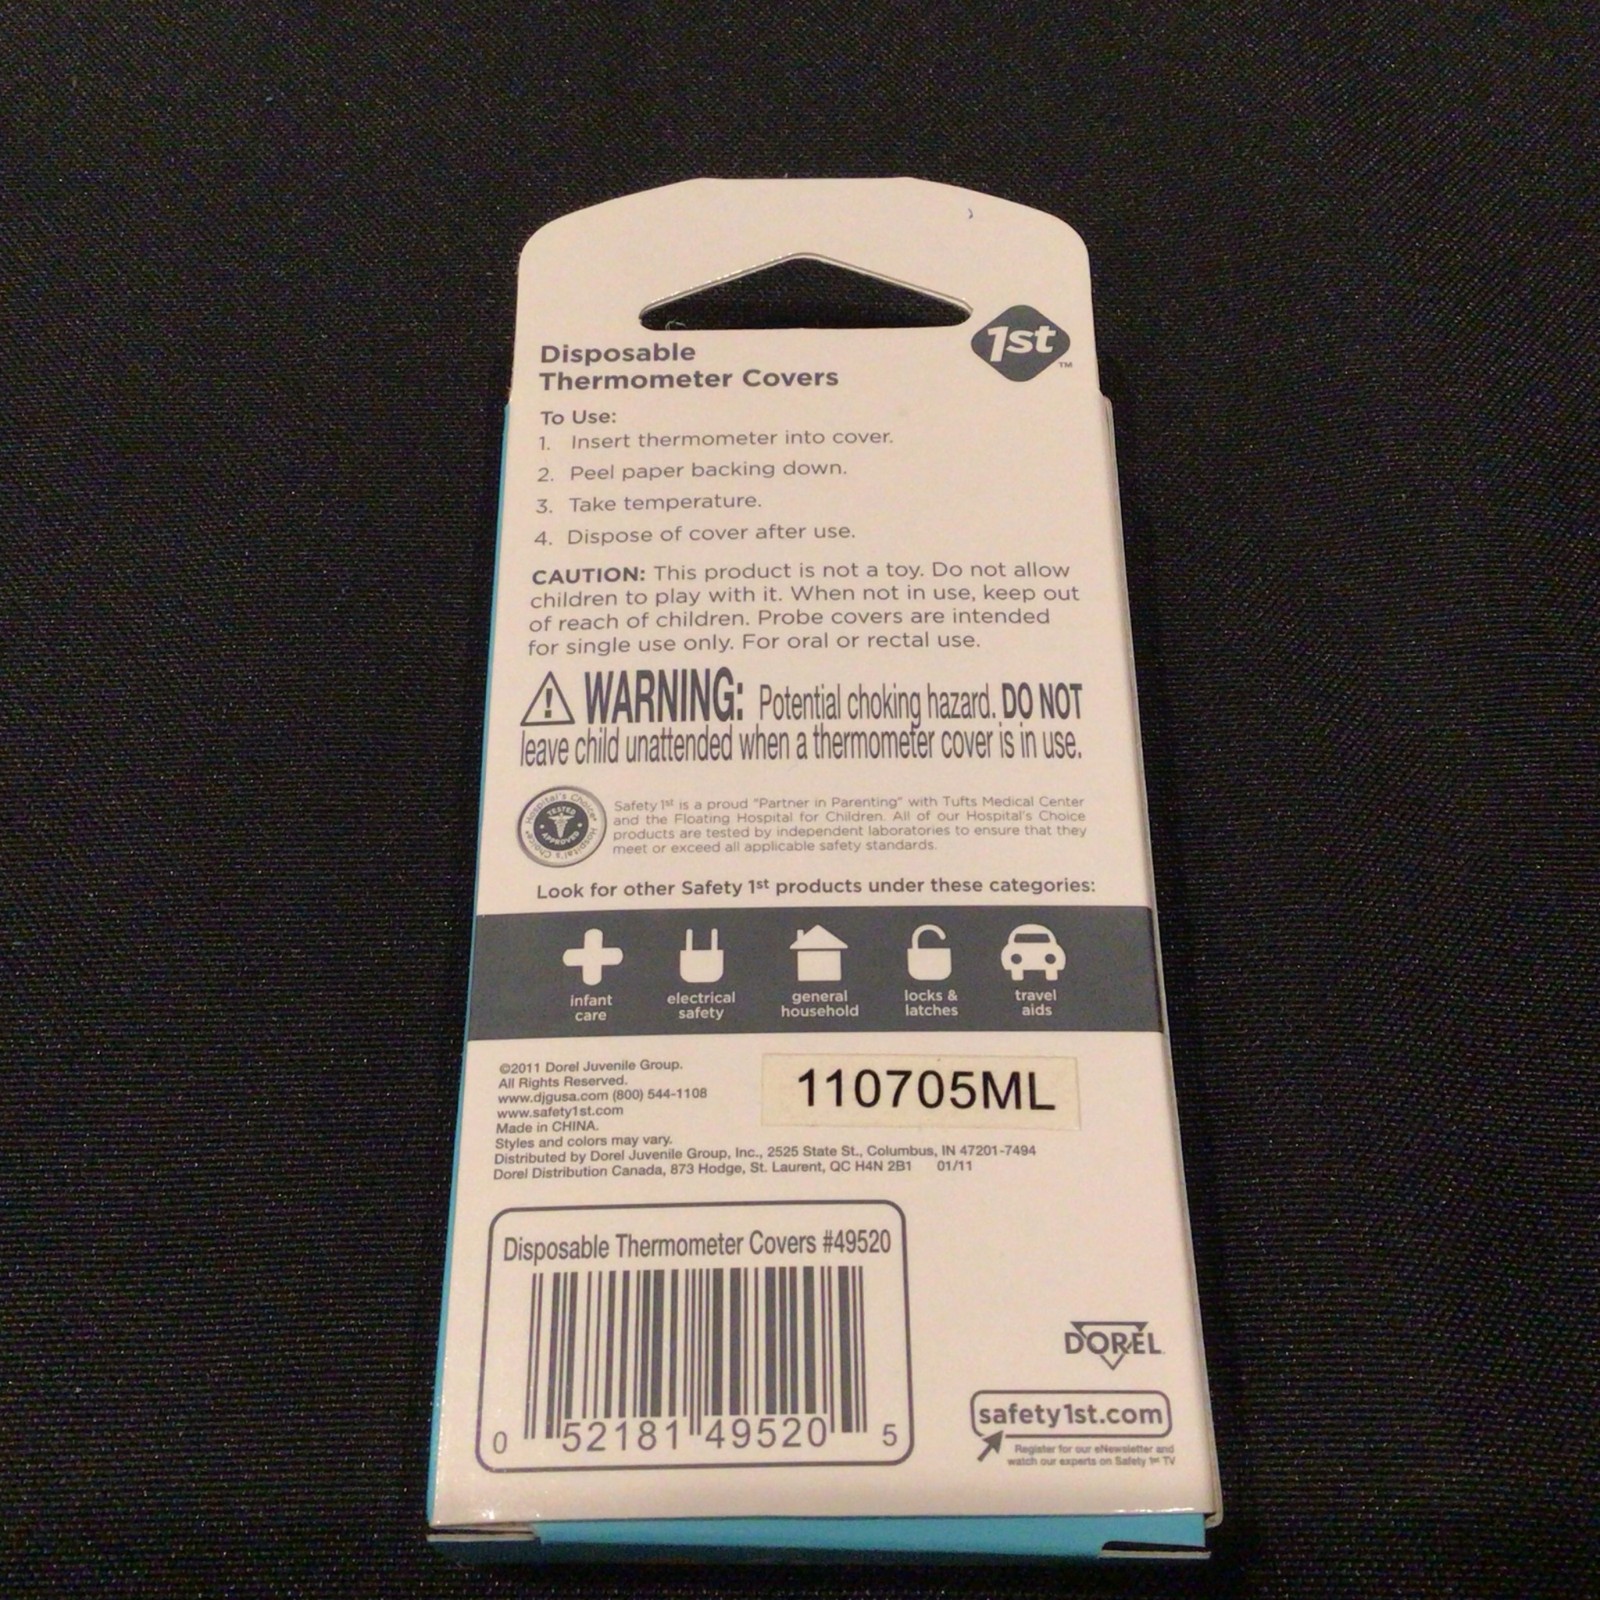 1st™
Disposable
Thermometer Covers
To Use:
1. Insert thermometer into cover.
2. Peel paper backing down.
3. Take temperature.
4. Dispose of cover after use.
CAUTION: This product is not a toy. Do not allow
children to play with it. When not in use, keep out
of reach of children. Probe covers are intended
for single use only. For oral or rectal use.
WARNING: Potential choking hazard. DO NOT
leave child unattended when a thermometer cover is in use.
Hospital's Choice
TESTED
APPROVED
Hospital's Choice
Safety 1st is a proud "Partner in Parenting" with Tufts Medical Center
and the Floating Hospital for Children. All of our Hospital's Choice
products are tested by independent laboratories to ensure that they
meet or exceed all applicable safety standards.
Look for other Safety 1st products under these categories:
infant
care
electrical
safety
general
household
locks &
latches
travel
aids
©2011 Dorel Juvenile Group.
All Rights Reserved.
www.djgusa.com (800) 544-1108
www.safety1st.com
Made in CHINA.
Styles and colors may vary.
Distributed by Dorel Juvenile Group, Inc., 2525 State St., Columbus, IN 47201-7494
Dorel Distribution Canada, 873 Hodge, St. Laurent, QC H4N 2B1 01/11
110705ML
Disposable Thermometer Covers #49520
0 52181 49520 5
DOREL
safety1st.com
Register for our eNewsletter and
watch our experts on Safety 1st TV